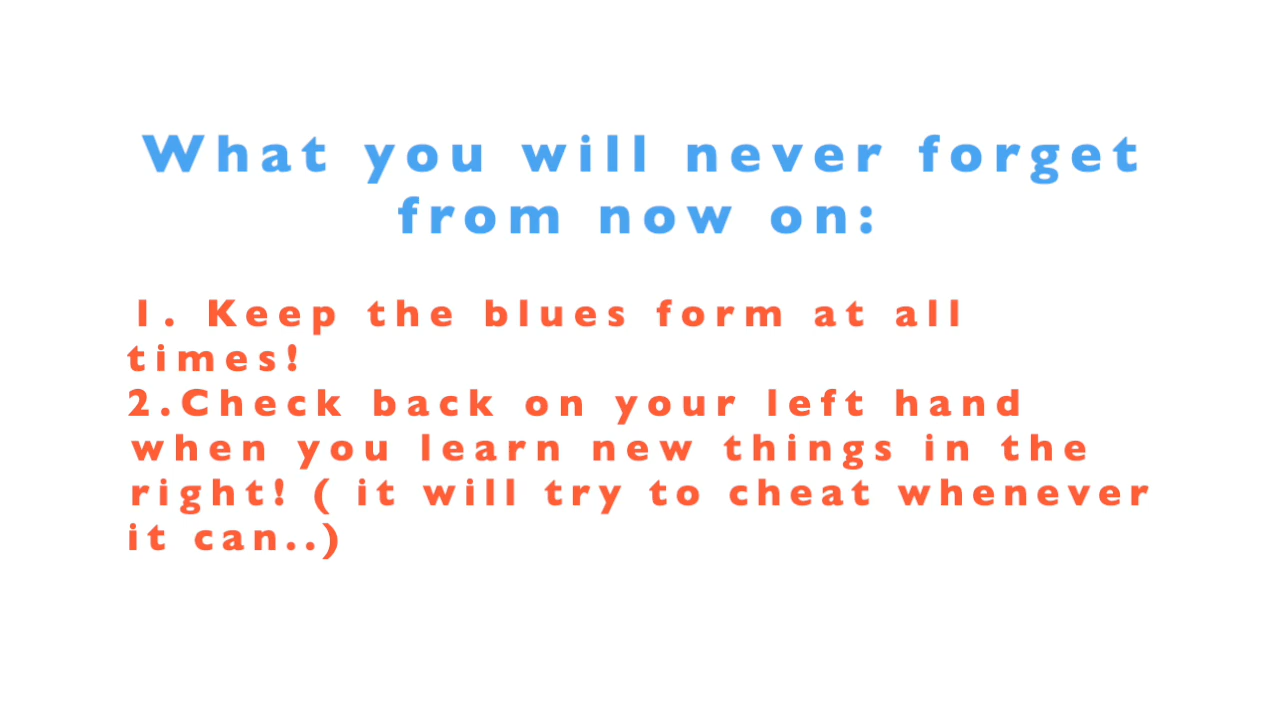 What you will never forget
from now on:
1. Keep the blues form at all
times!
2.Check back on your left hand
when you learn new things in the
right! ( it will try to cheat whenever
it can..)